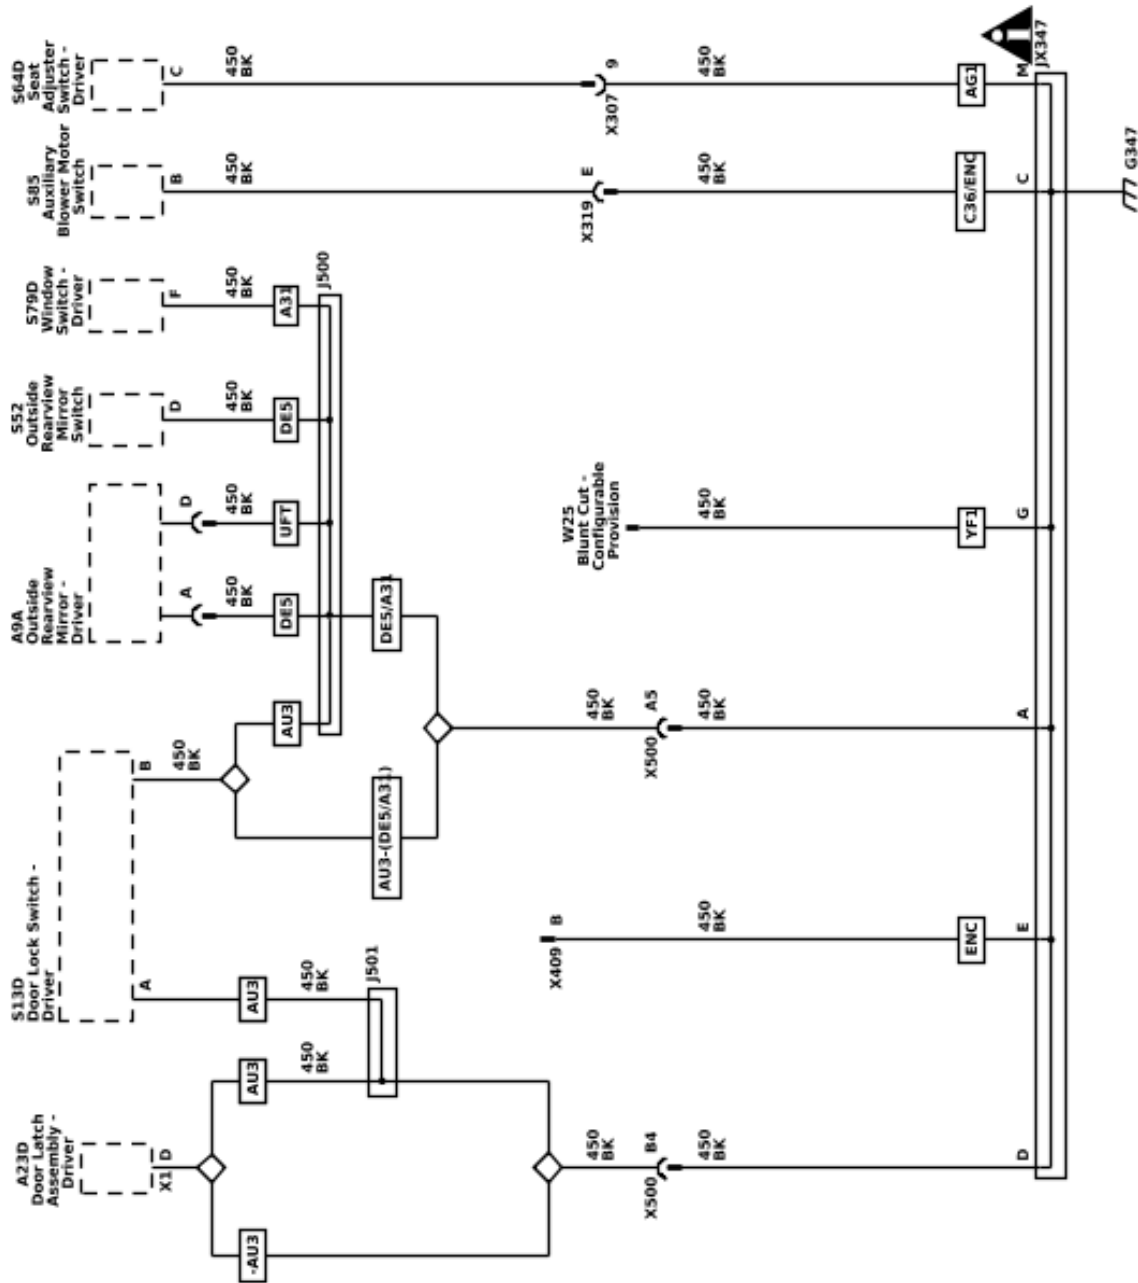 A23D
Door Latch
Assembly -
Driver
X1
D
-AU3
AU3
450
BK
J501
450
BK
X500
B4
450
BK
D
S13D
Door Lock Switch -
Driver
A
AU3
450
BK
B
450
BK
AU3
AU3-(DE5/A31)
DE5/A31
450
BK
X500
A5
450
BK
A
X409
B
450
BK
ENC
E
A9A
Outside
Rearview
Mirror -
Driver
A
450
BK
DE5
D
450
BK
UFT
S52
Outside
Rearview
Mirror
Switch
D
450
BK
DE5
S79D
Window
Switch -
Driver
F
450
BK
A31
J500
W25
Blunt Cut -
Configurable
Provision
450
BK
YF1
G
S85
Auxiliary
Blower Motor
Switch
B
450
BK
X319
E
450
BK
C36/ENC
C
S64D
Seat
Adjuster
Switch -
Driver
C
450
BK
X307
9
450
BK
AG1
M
JX347
G347